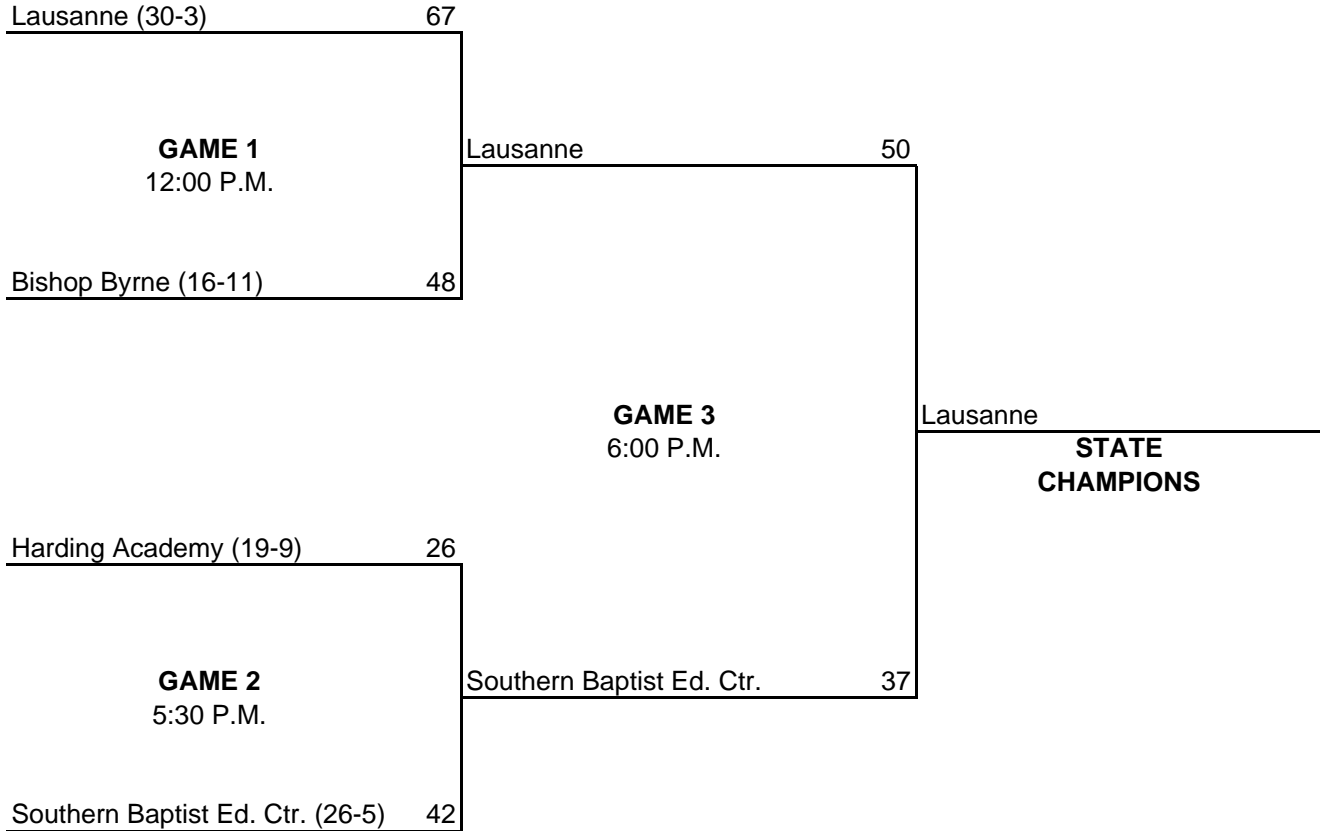 Lausanne (30-3) 67
GAME 1
12:00 P.M.
Lausanne 50
Bishop Byrne (16-11) 48
GAME 3
6:00 P.M.
Lausanne
STATE
CHAMPIONS
Harding Academy (19-9) 26
GAME 2
5:30 P.M.
Southern Baptist Ed. Ctr. 37
Southern Baptist Ed. Ctr. (26-5) 42